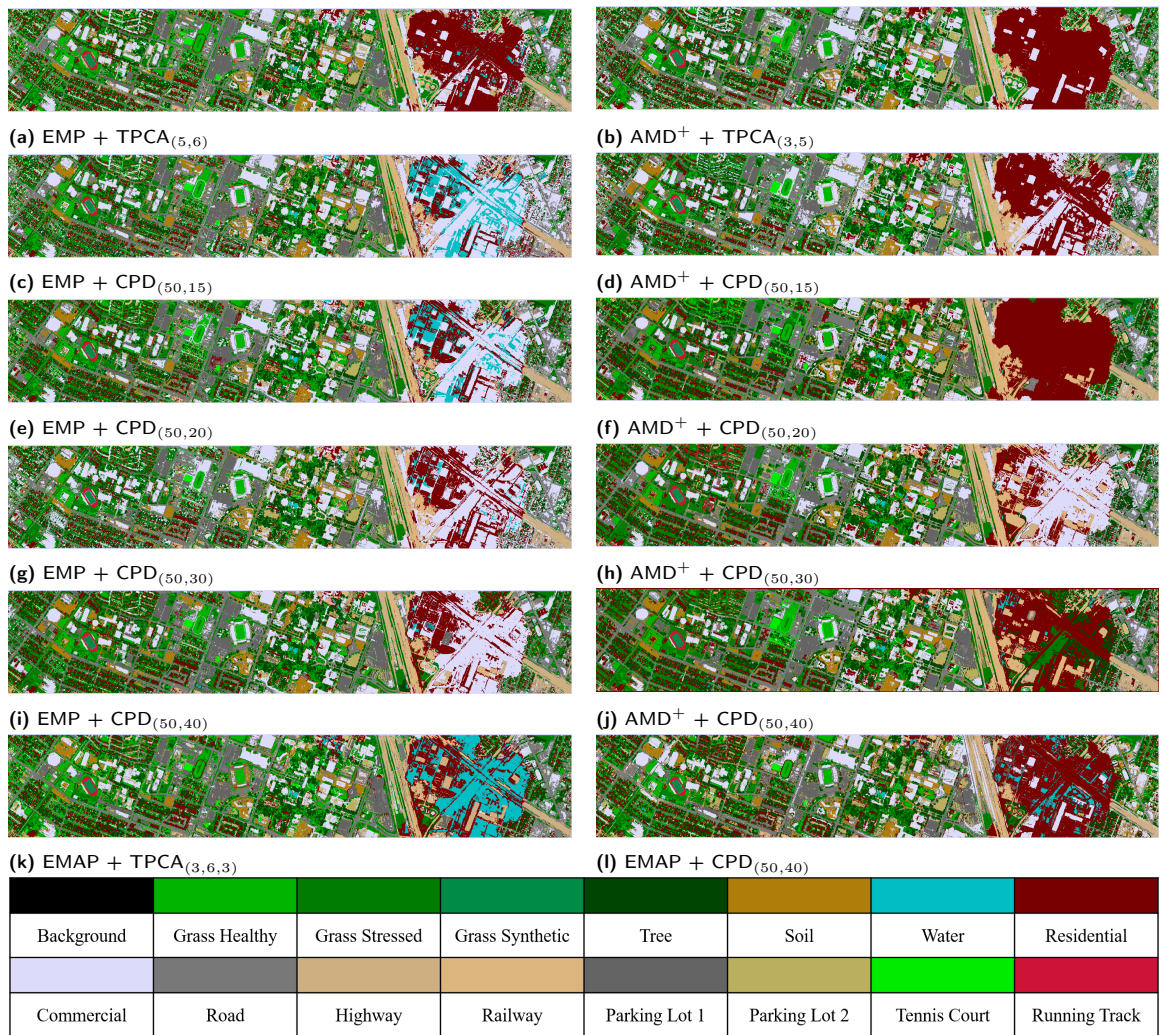 (a) EMP + TPCA(5,6)
(b) AMD+ + TPCA(3,5)
(c) EMP + CPD(50,15)
(d) AMD+ + CPD(50,15)
(e) EMP + CPD(50,20)
(f) AMD+ + CPD(50,20)
(g) EMP + CPD(50,30)
(h) AMD+ + CPD(50,30)
(i) EMP + CPD(50,40)
(j) AMD+ + CPD(50,40)
(k) EMAP + TPCA(3,6,3)
(l) EMAP + CPD(50,40)
Background Grass Healthy Grass Stressed Grass Synthetic Tree Soil Water Residential
Commercial Road Highway Railway Parking Lot 1 Parking Lot 2 Tennis Court Running Track